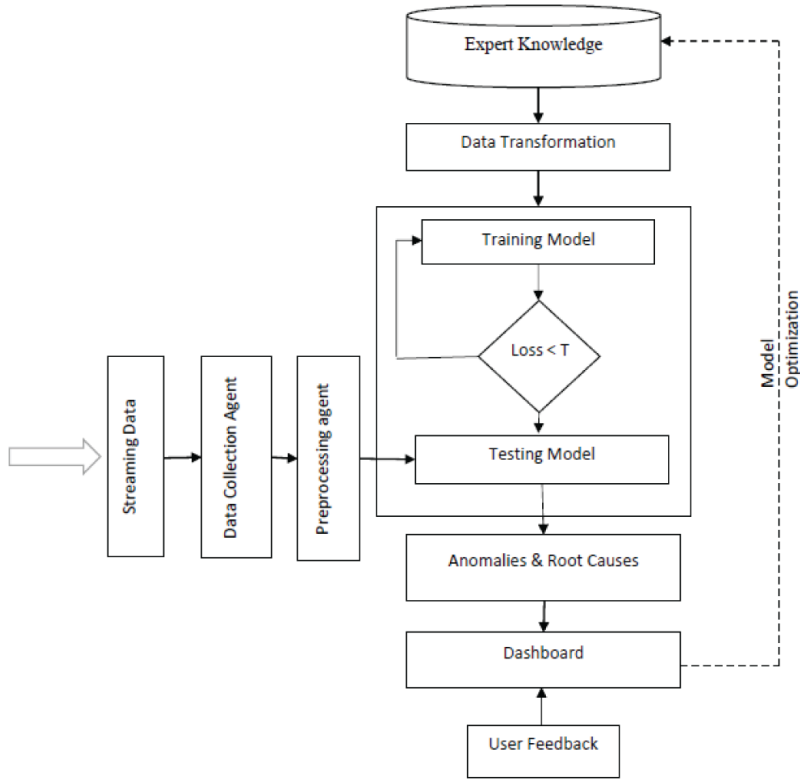 Expert Knowledge
Data Transformation
Training Model
Loss < T
Streaming Data
Data Collection Agent
Preprocessing agent
Testing Model
Anomalies & Root Causes
Dashboard
User Feedback
Model
Optimization